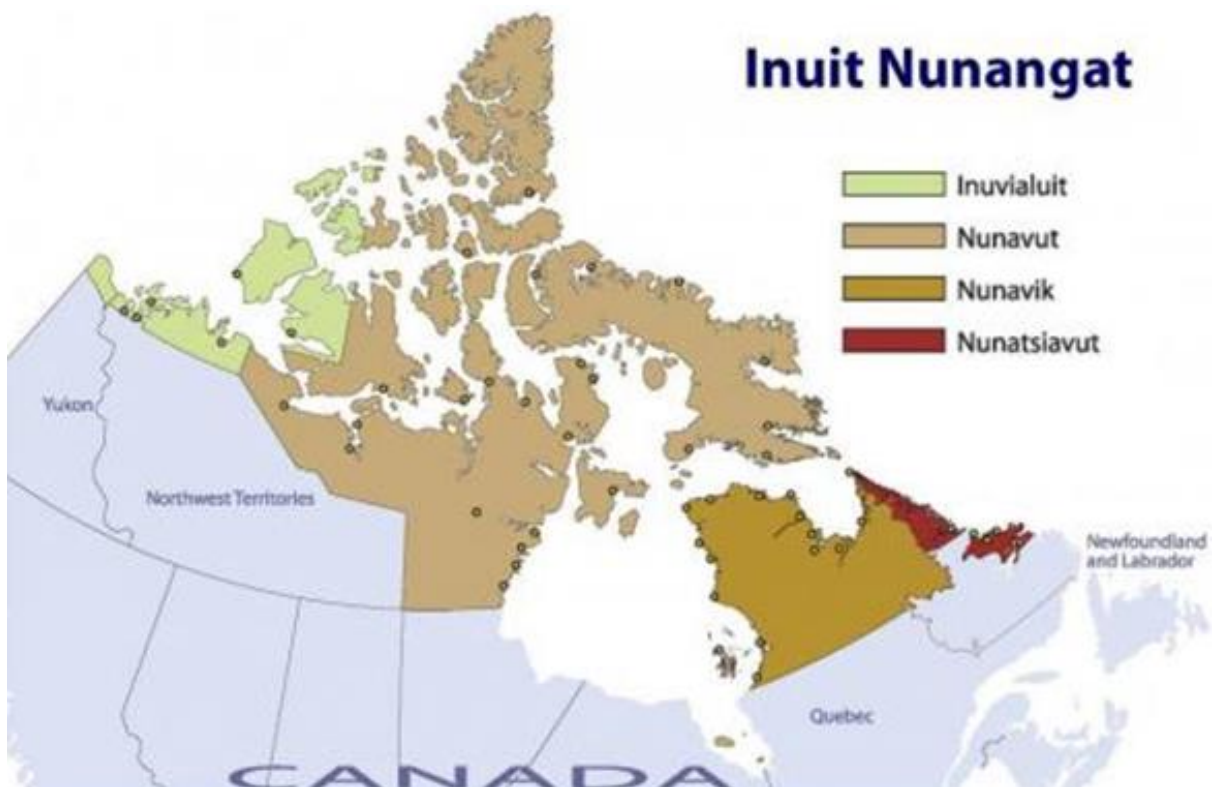 Inuit Nunangat
Inuvialuit
Nunavut
Nunavik
Nunatsiavut
Yukon
Northwest Territories
Newfoundland
and Labrador
Quebec
CANADA